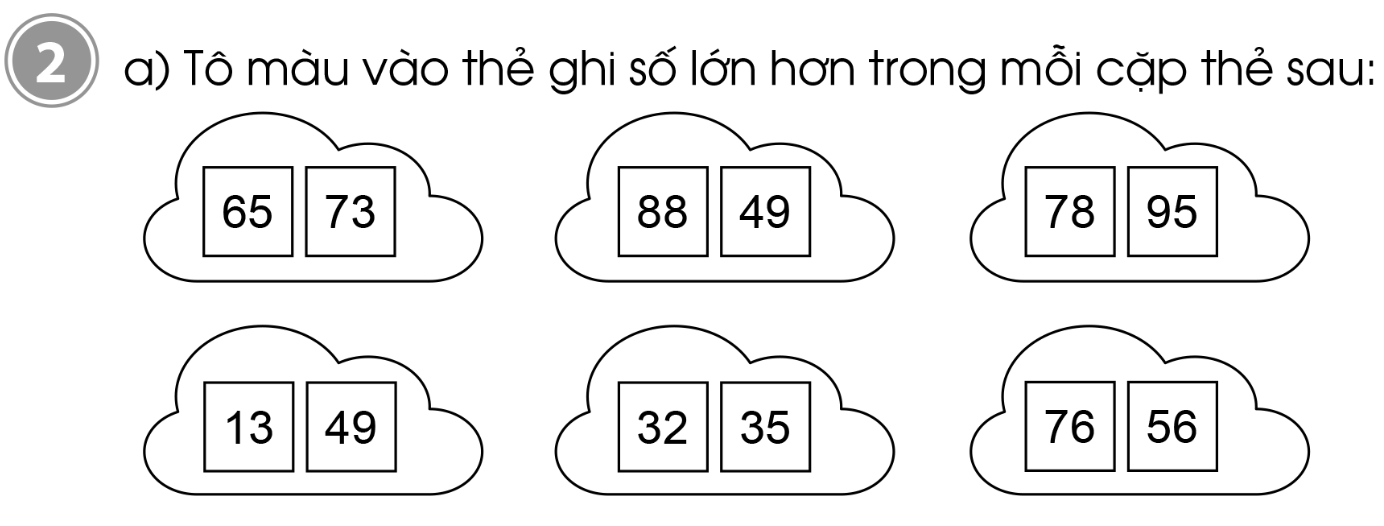 2 a) Tô màu vào thẻ ghi số lớn hơn trong mỗi cặp thẻ sau:
65 73 88 49 78 95
13 49 32 35 76 56